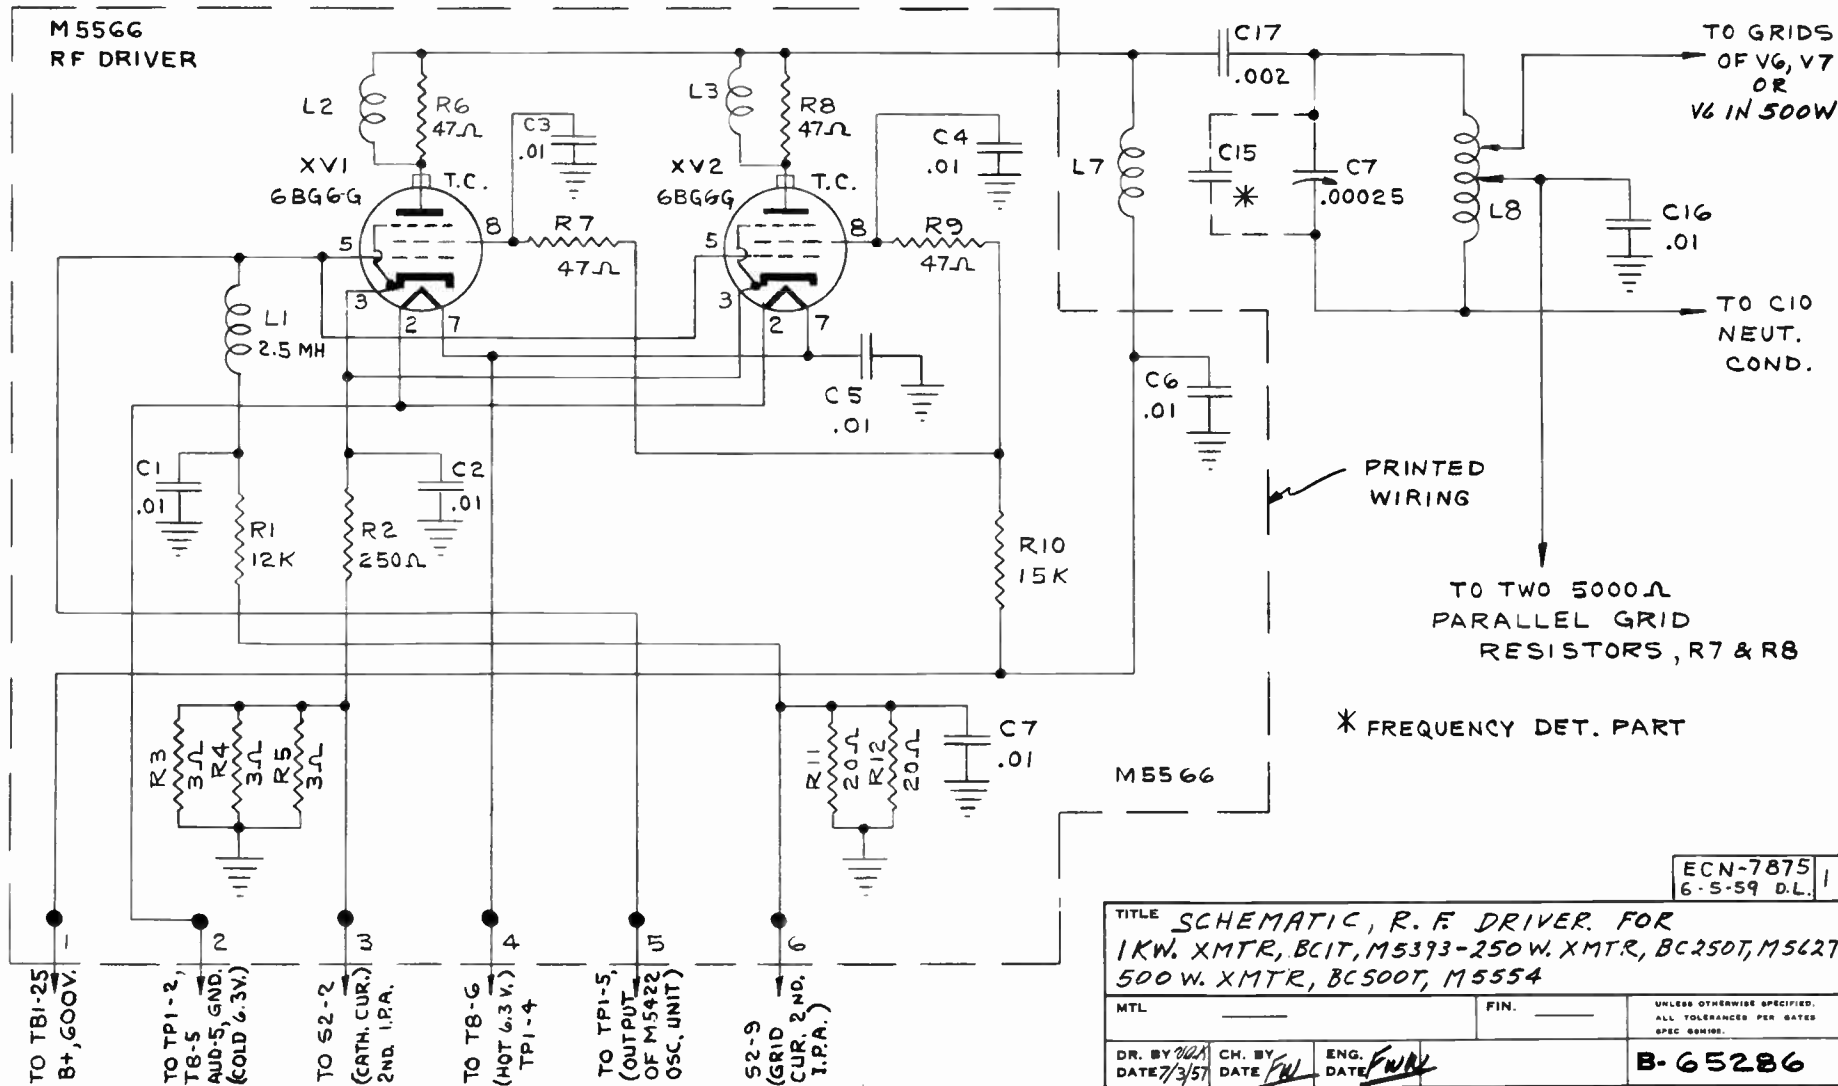 M5566
RF DRIVER
L2
R6
47Ω
C3
.01
L3
R8
47Ω
C4
.01
C17
.002
TO GRIDS
OF V6, V7
OR
V6 IN 500W
XV1
6BG6-G
T.C.
XV2
6BG6G
T.C.
L7
C15
*
C7
.00025
L8
C16
.01
5
8
R7
47Ω
5
8
R9
47Ω
3
2
7
3
2
7
L1
2.5 MH
C5
.01
C6
.01
TO C10
NEUT.
COND.
C1
.01
C2
.01
R1
12K
R2
250Ω
R10
15K
PRINTED
WIRING
TO TWO 5000Ω
PARALLEL GRID
RESISTORS, R7 & R8
* FREQUENCY DET. PART
R3
3Ω
R4
3Ω
R5
3Ω
R11
20Ω
R12
20Ω
C7
.01
M5566
1
2
3
4
5
6
TO TB1-25
B+, 600V.
TO TP1-2,
TB-5
AUD-5, GND.
(COLD 6.3V.)
TO S2-2
(CATH. CUR.)
2ND. I.P.A.
TO TB-6
(HOT 6.3V.)
TP1-4
TO TP1-5,
(OUTPUT
OF M5422
OSC. UNIT)
S2-9
(GRID
CUR. 2ND.
I.P.A.)
ECN-7875
6-5-59 D.L.
1
TITLE SCHEMATIC, R.F. DRIVER FOR
1KW. XMTR, BC1T, M5393-250W. XMTR, BC250T, M5627
500 W. XMTR, BC500T, M5554
MTL
FIN.
UNLESS OTHERWISE SPECIFIED.
ALL TOLERANCES PER GATES
DR. BY
DATE 7/3/57
CH. BY
DATE
ENG.
DATE
B-65286